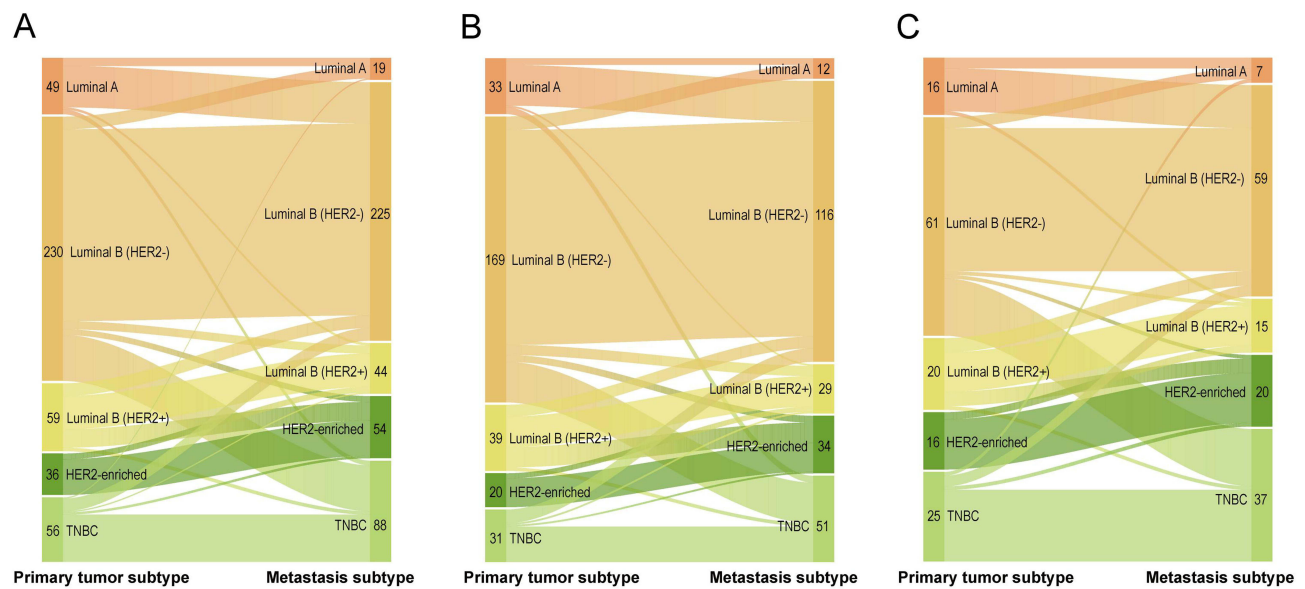 A
B
C
49 Luminal A
Luminal A 19
230 Luminal B (HER2-)
Luminal B (HER2-) 225
59 Luminal B (HER2+)
Luminal B (HER2+) 44
36 HER2-enriched
HER2-enriched 54
56 TNBC
TNBC 88
Primary tumor subtype
Metastasis subtype
33 Luminal A
Luminal A 12
169 Luminal B (HER2-)
Luminal B (HER2-) 116
39 Luminal B (HER2+)
Luminal B (HER2+) 29
20 HER2-enriched
HER2-enriched 34
31 TNBC
TNBC 51
Primary tumor subtype
Metastasis subtype
16 Luminal A
Luminal A 7
61 Luminal B (HER2-)
Luminal B (HER2-) 59
20 Luminal B (HER2+)
Luminal B (HER2+) 15
16 HER2-enriched
HER2-enriched 20
25 TNBC
TNBC 37
Primary tumor subtype
Metastasis subtype